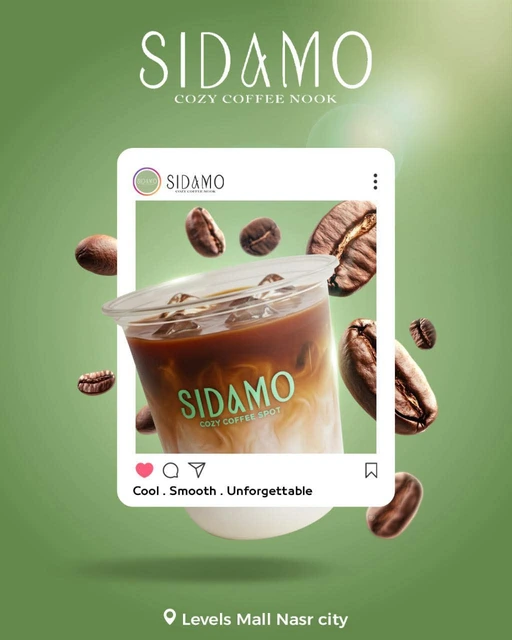 SIDAMO
COZY COFFEE NOOK
SIDAMO
COZY COFFEE NOOK
SIDAMO
COZY COFFEE SPOT
Cool . Smooth . Unforgettable
Levels Mall Nasr city